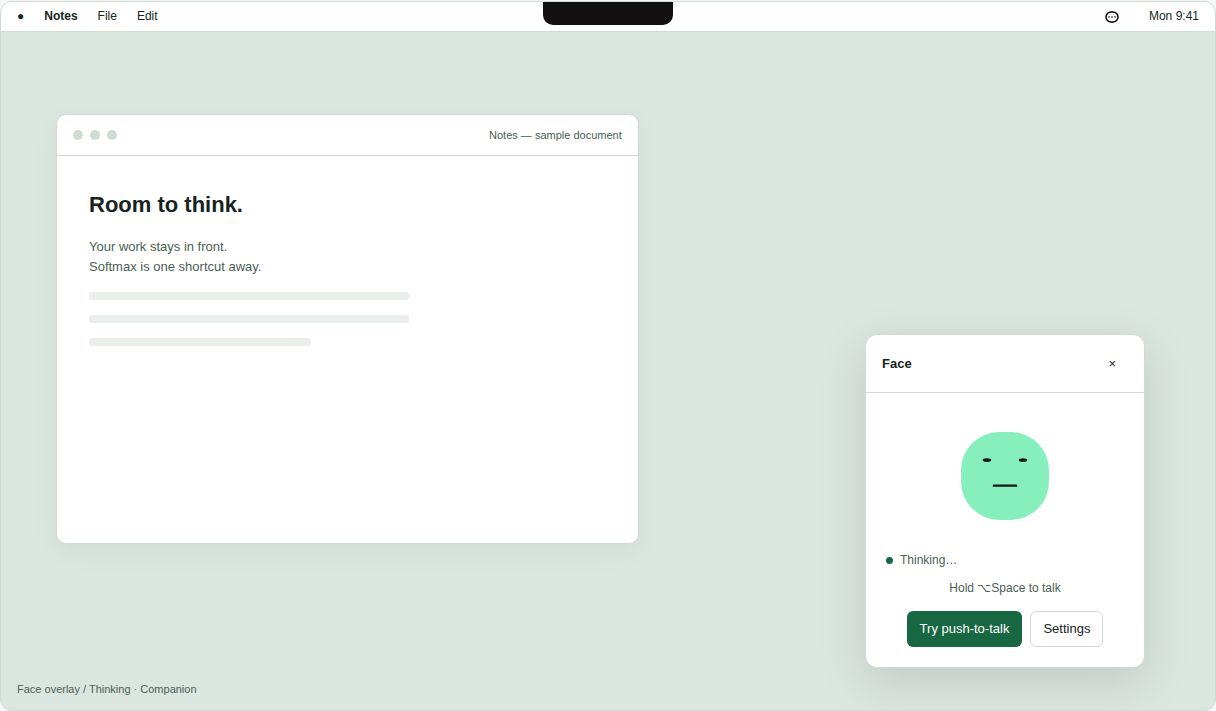 Notes File Edit Mon 9:41
Notes — sample document
Room to think.
Your work stays in front.
Softmax is one shortcut away.
Face ×
Thinking…
Hold ⌥Space to talk
Try push-to-talk Settings
Face overlay / Thinking · Companion